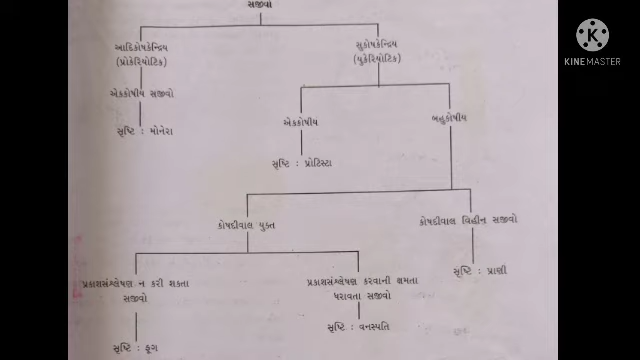 સજીવો
આદિકોષકેન્દ્રિય
(પ્રોકેરિયોટિક)
સુકોષકેન્દ્રિય
(યુકેરિયોટિક)
એકકોષીય સજીવો
સૃષ્ટિ : મોનેરા
એકકોષીય
બહુકોષીય
સૃષ્ટિ : પ્રોટિસ્ટા
કોષદીવાલ યુક્ત
કોષદીવાલ વિહીન સજીવો
સૃષ્ટિ : પ્રાણી
પ્રકાશસંશ્લેષણ ન કરી શકતા
સજીવો
પ્રકાશસંશ્લેષણ કરવાની ક્ષમતા
ધરાવતા સજીવો
સૃષ્ટિ : વનસ્પતિ
સૃષ્ટિ : ફૂગ
KINEMASTER